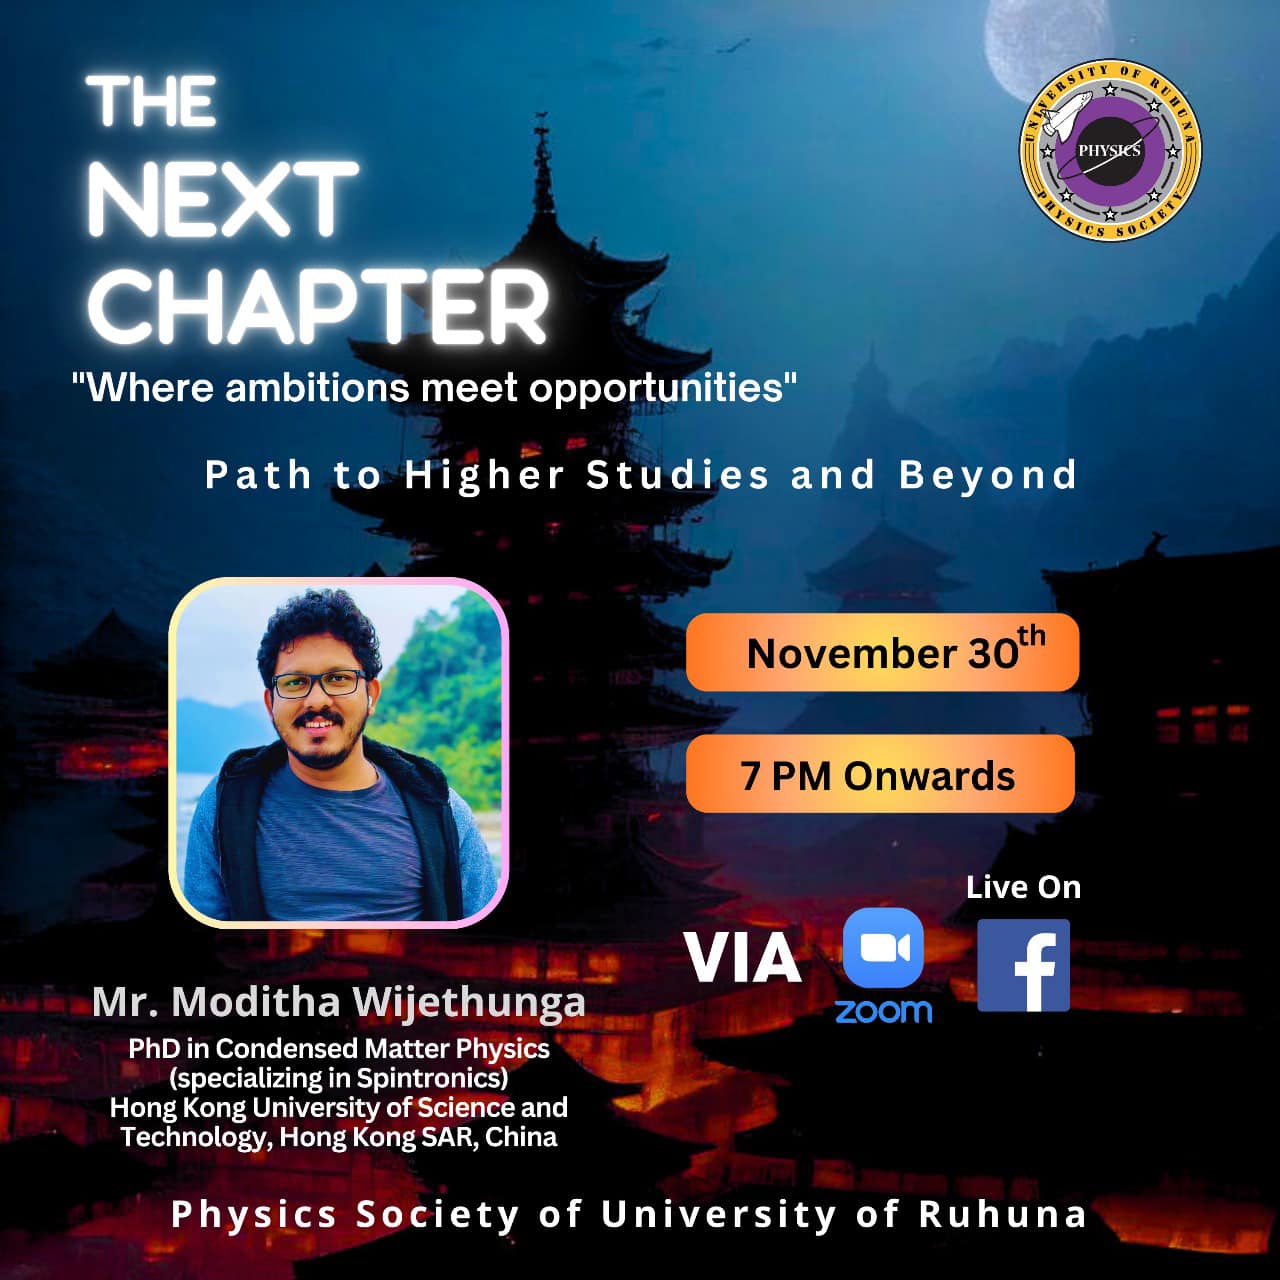 THE
NEXT
CHAPTER
"Where ambitions meet opportunities"
Path to Higher Studies and Beyond
UNIVERSITY OF RUHUNA
PHYSICS
PHYSICS SOCIETY
November 30th
7 PM Onwards
Live On
VIA
zoom
f
Mr. Moditha Wijethunga
PhD in Condensed Matter Physics
(specializing in Spintronics)
Hong Kong University of Science and
Technology, Hong Kong SAR, China
Physics Society of University of Ruhuna